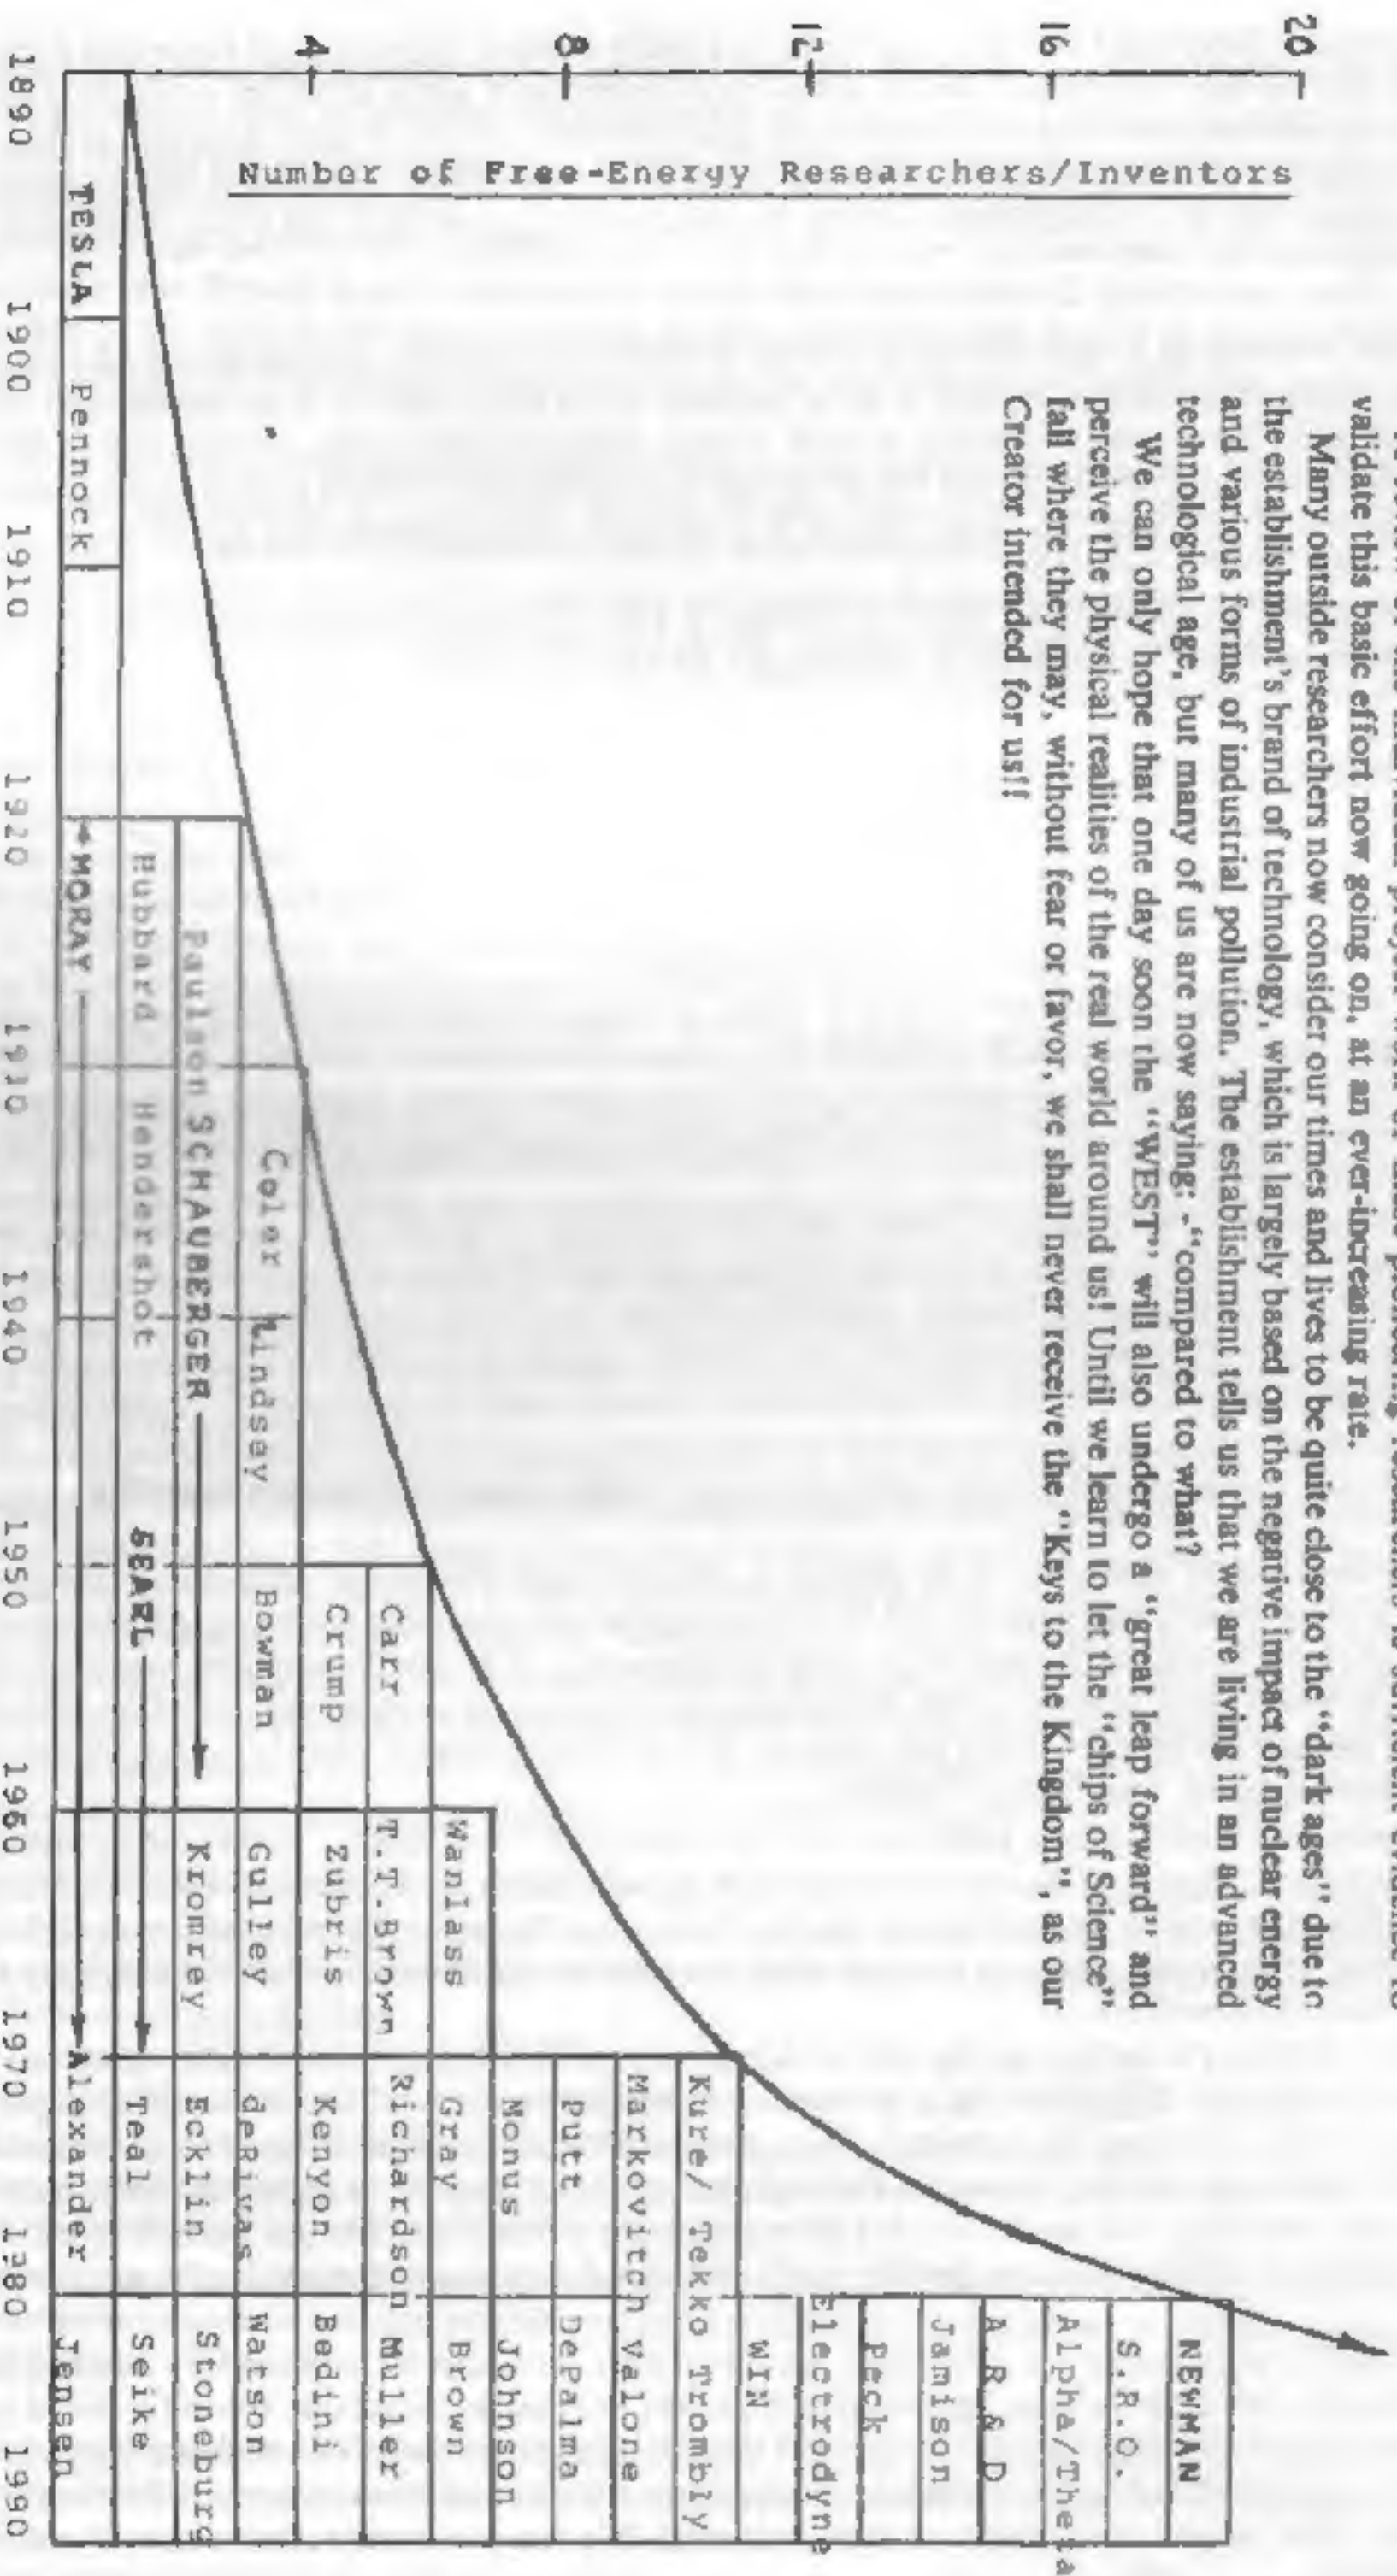 validate this basic effort now going on, at an ever-increasing rate.
Many outside researchers now consider our times and lives to be quite close to the “dark ages” due to
the establishment’s brand of technology, which is largely based on the negative impact of nuclear energy
and various forms of industrial pollution. The establishment tells us that we are living in an advanced
technological age, but many of us are now saying: -“compared to what?
We can only hope that one day soon the “WEST” will also undergo a “great leap forward” and
perceive the physical realities of the real world around us! Until we learn to let the “chips of Science”
fall where they may, without fear or favor, we shall never receive the “Keys to the Kingdom”, as our
Creator intended for us!!
20
16
12
8
4
Number of Free-Energy Researchers/Inventors
NEWMAN
S.R.O.
Alpha/Theta
A.R. & D
Jamison
Peck
Electrodyne
WIN
Kure/ Tekko Trombly
Markovitch Valone
Putt DePalma
Monus Johnson
Wanlass Gray Brown
Carr T.T.Brown Richardson Muller
Crump Zubris Kenyon Bedini
Coler Lindsay Bowman Gulley deRivas Watson
Paulson SCHAUBERGER Kromrey Ecklin Stoneburg
Hubbard Hendershot SEARL Teal Seike
TESLA Pennock MORAY Alexander Jensen
1890 1900 1910 1920 1930 1940 1950 1960 1970 1980 1990